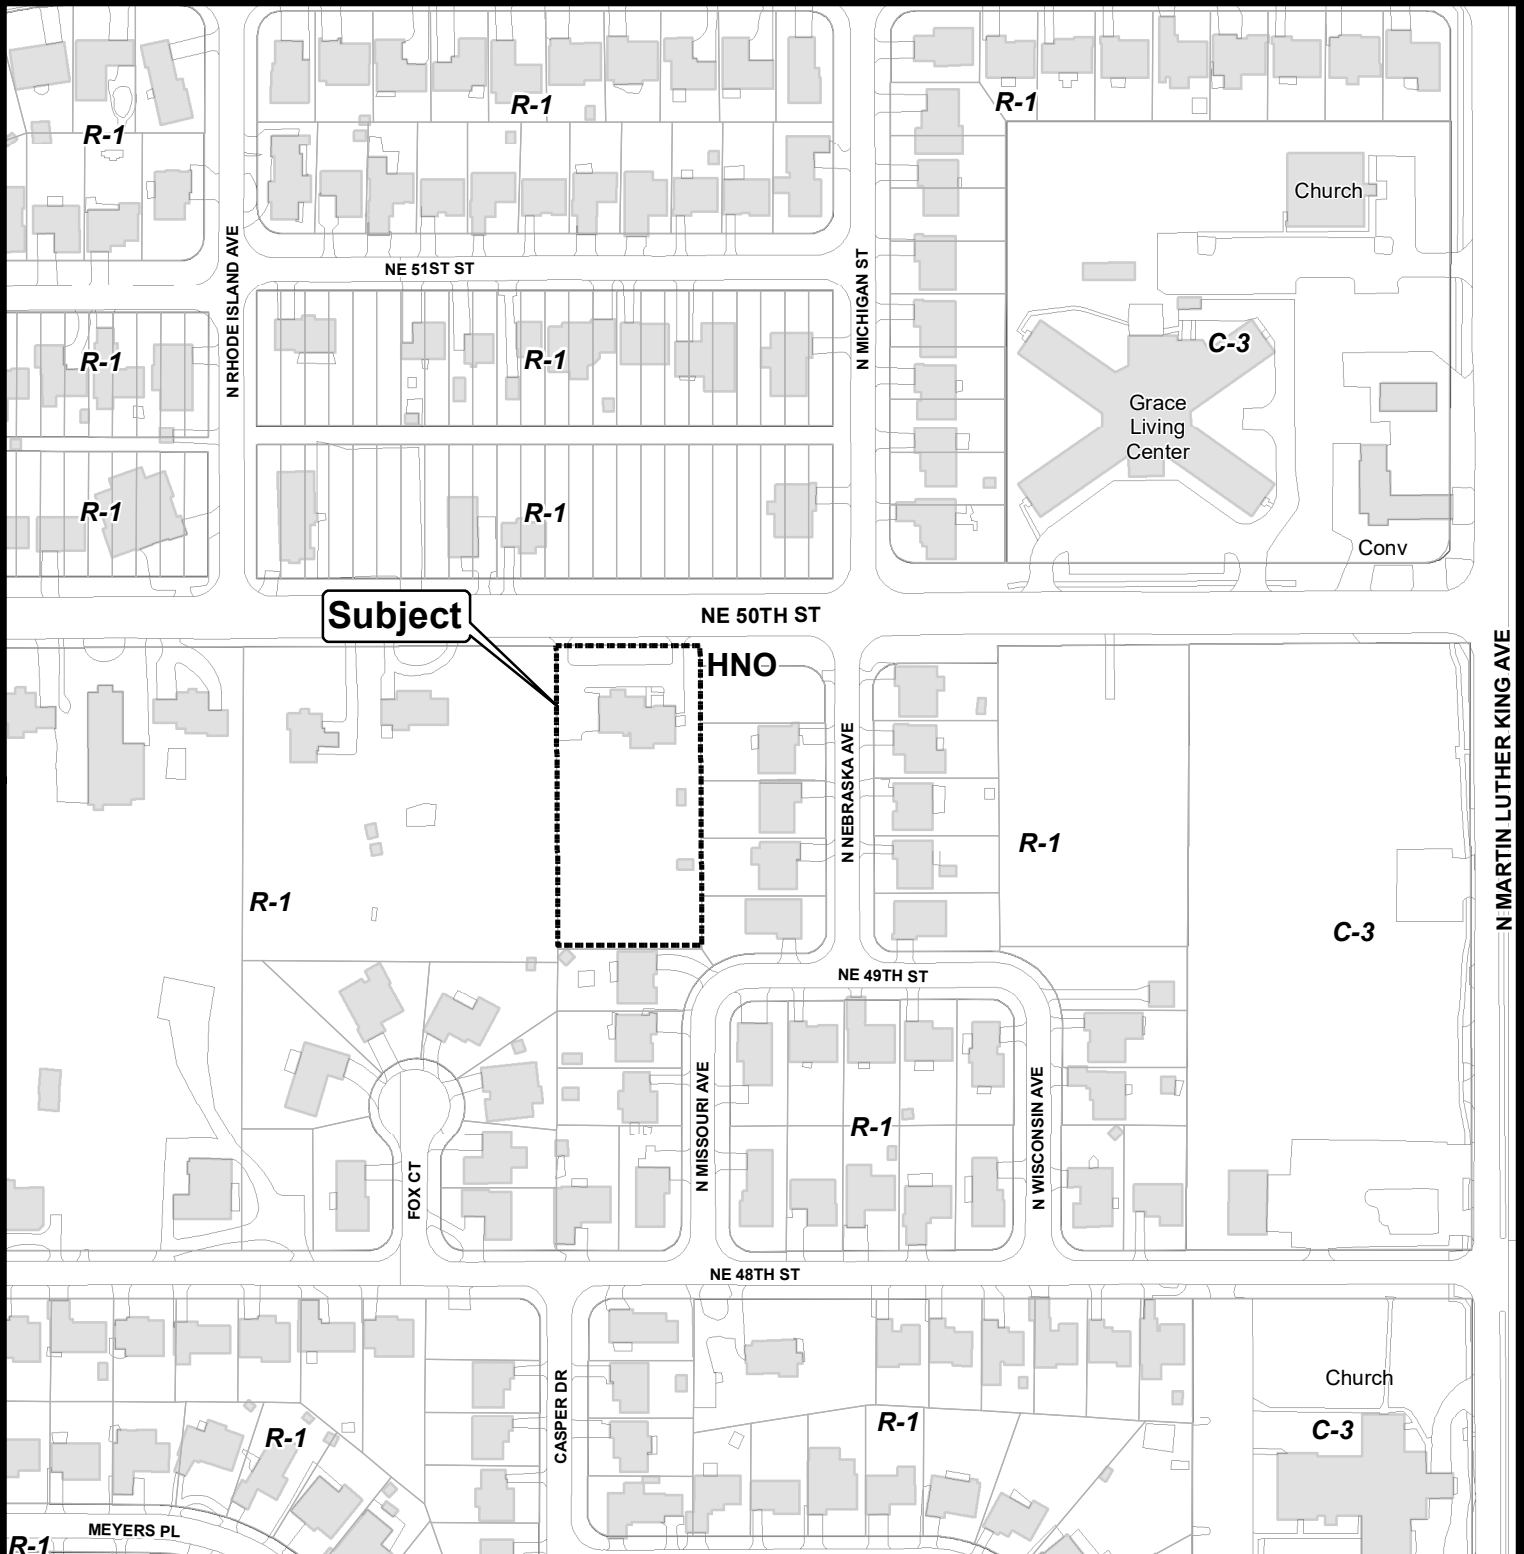 R-1
R-1
R-1
Church
N RHODE ISLAND AVE
NE 51ST ST
N MICHIGAN ST
R-1
R-1
C-3
Grace
Living
Center
R-1
R-1
Conv
Subject
NE 50TH ST
HNO
N NEBRASKA AVE
N MARTIN LUTHER KING AVE
R-1
R-1
C-3
NE 49TH ST
N MISSOURI AVE
N WISCONSIN AVE
R-1
FOX CT
NE 48TH ST
CASPER DR
Church
R-1
R-1
C-3
MEYERS PL
R-1